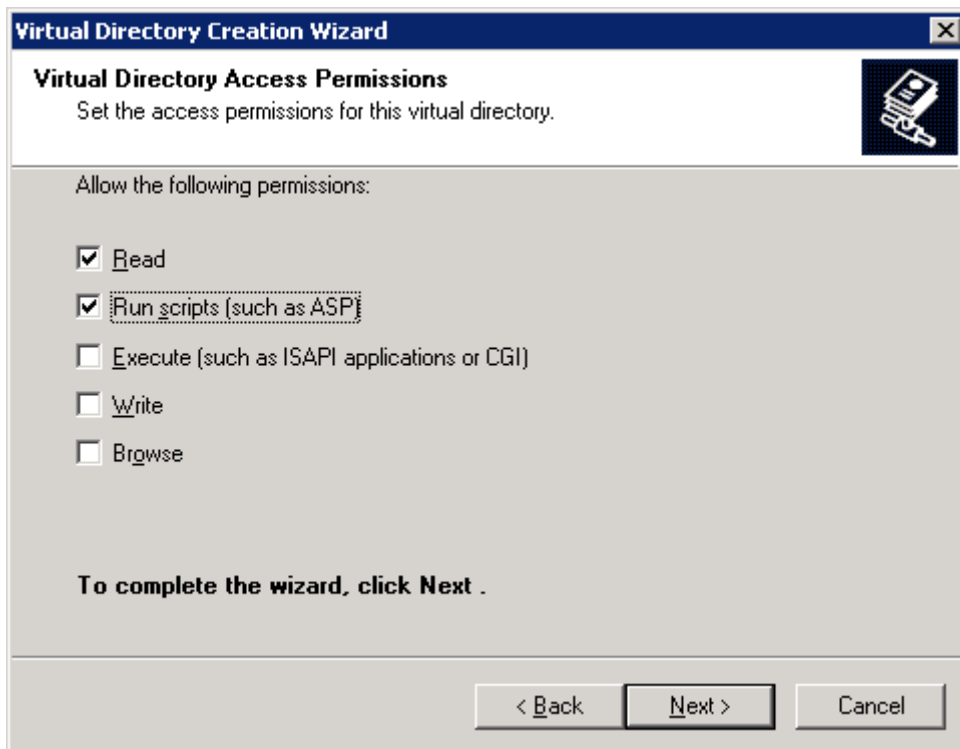 Virtual Directory Creation Wizard
Virtual Directory Access Permissions
Set the access permissions for this virtual directory.
Allow the following permissions:
Read
Run scripts (such as ASP)
Execute (such as ISAPI applications or CGI)
Write
Browse
To complete the wizard, click Next .
< Back Next > Cancel